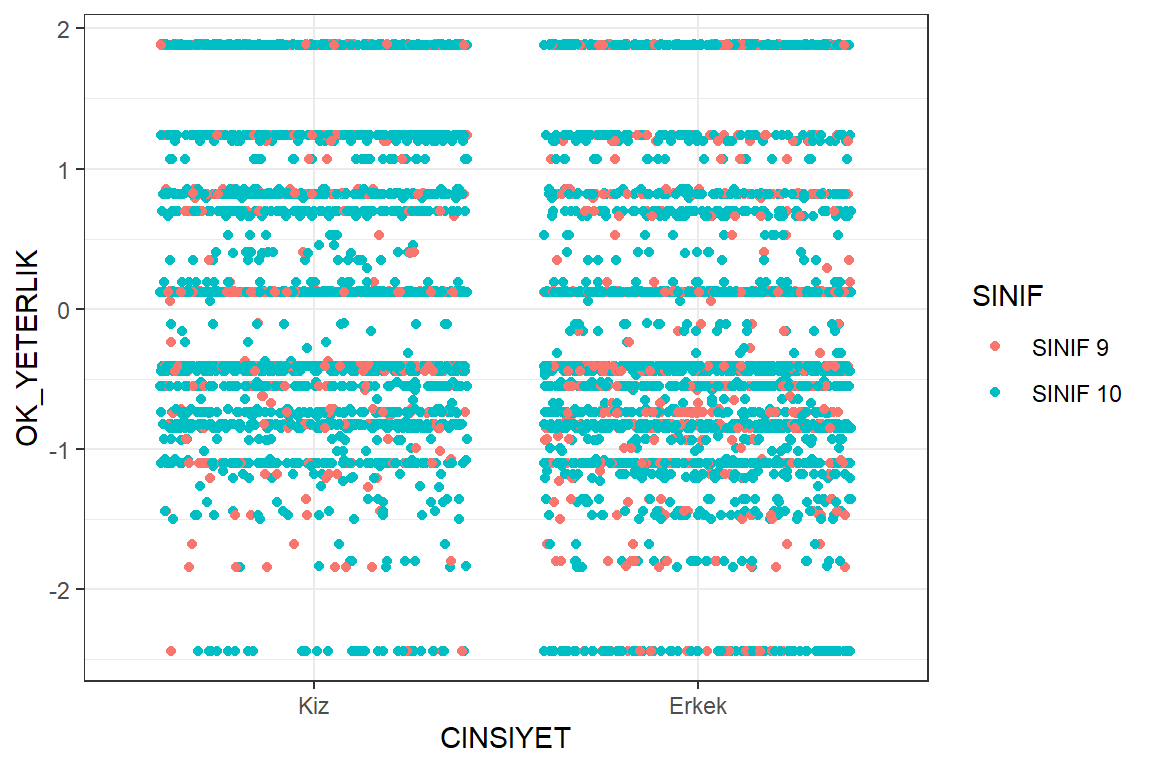 OK_YETERLIK
2
1
0
-1
-2
Kiz
Erkek
CINSIYET
SINIF
SINIF 9
SINIF 10